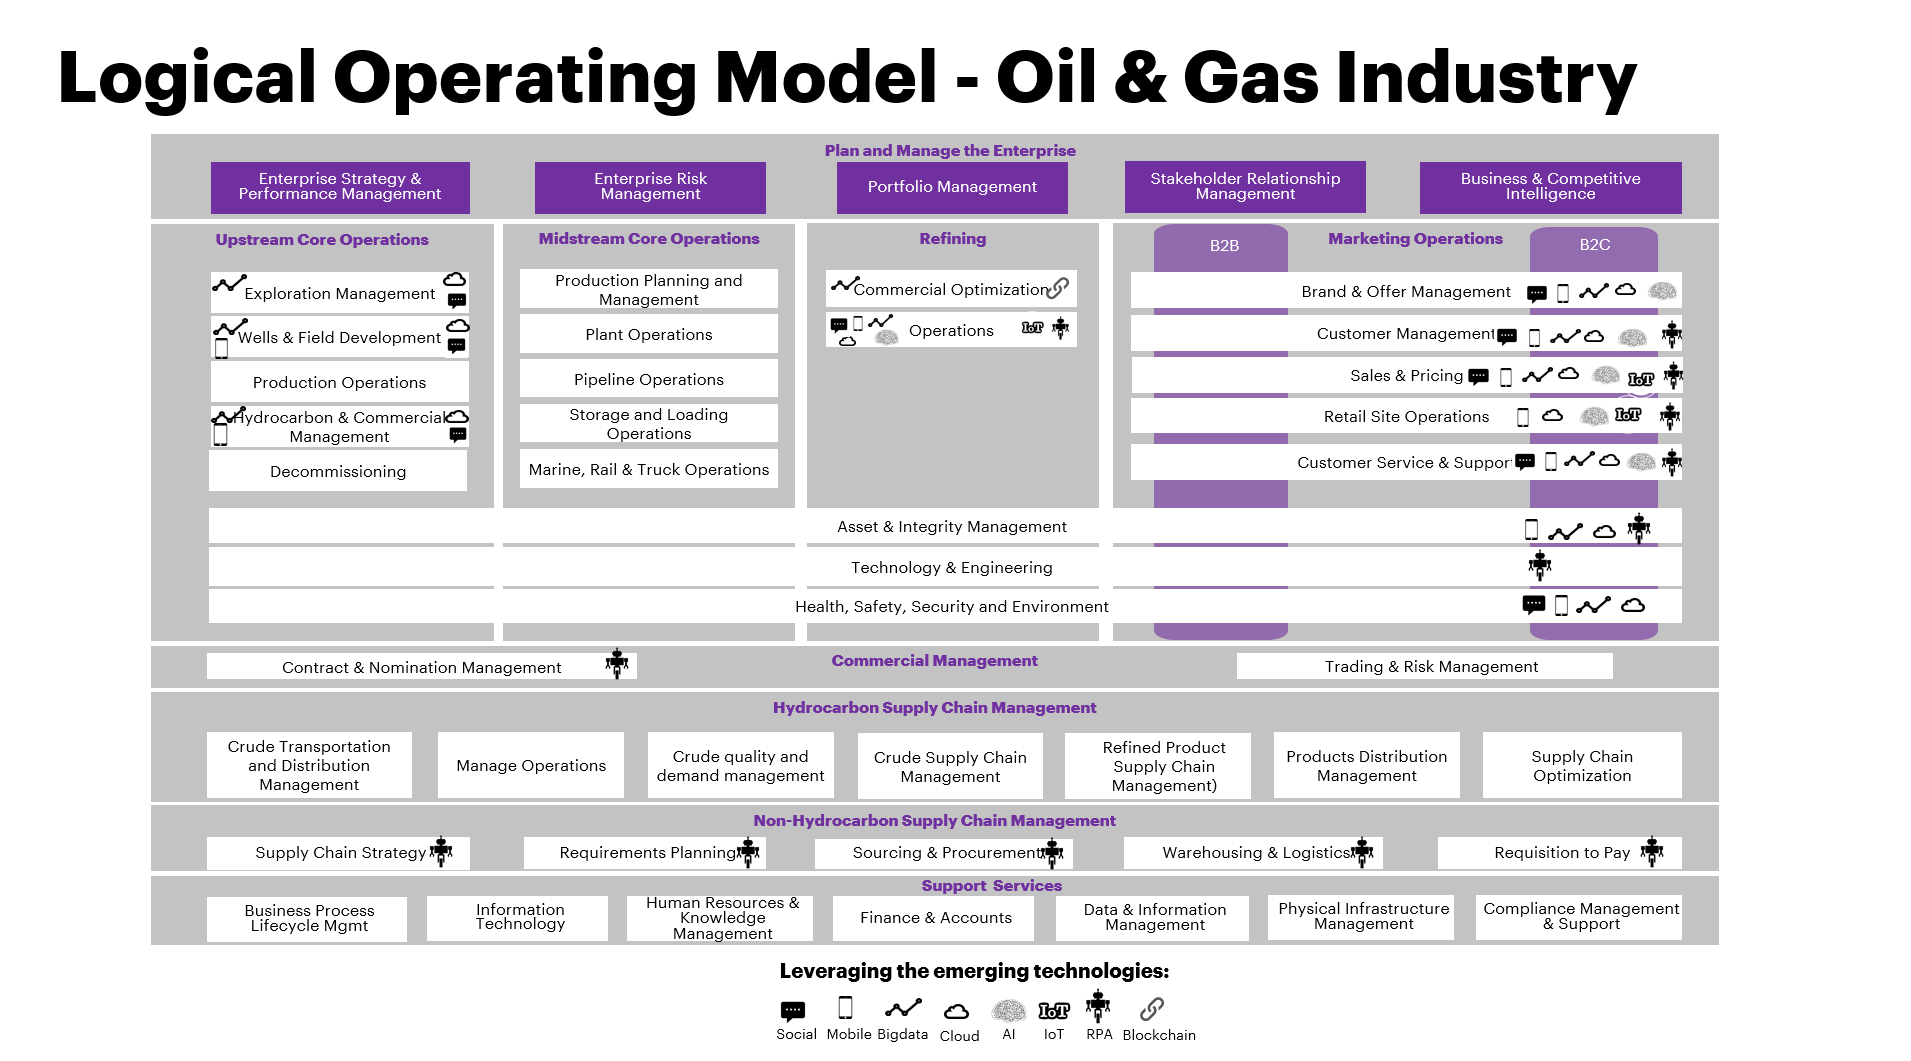 Logical Operating Model - Oil & Gas Industry
Plan and Manage the Enterprise
Enterprise Strategy &
Performance Management
Enterprise Risk
Management
Portfolio Management
Stakeholder Relationship
Management
Business & Competitive
Intelligence
Upstream Core Operations
Exploration Management
Wells & Field Development
Production Operations
Hydrocarbon & Commercial
Management
Decommissioning
Midstream Core Operations
Production Planning and
Management
Plant Operations
Pipeline Operations
Storage and Loading
Operations
Marine, Rail & Truck Operations
Refining
Commercial Optimization
Operations
IoT
B2B
Marketing Operations
B2C
Brand & Offer Management
Customer Management
Sales & Pricing
IoT
Retail Site Operations
IoT
Customer Service & Support
Asset & Integrity Management
Technology & Engineering
Health, Safety, Security and Environment
Contract & Nomination Management
Commercial Management
Trading & Risk Management
Hydrocarbon Supply Chain Management
Crude Transportation
and Distribution
Management
Manage Operations
Crude quality and
demand management
Crude Supply Chain
Management
Refined Product
Supply Chain
Management)
Products Distribution
Management
Supply Chain
Optimization
Non-Hydrocarbon Supply Chain Management
Supply Chain Strategy
Requirements Planning
Sourcing & Procurement
Warehousing & Logistics
Requisition to Pay
Support Services
Business Process
Lifecycle Mgmt
Information
Technology
Human Resources &
Knowledge
Management
Finance & Accounts
Data & Information
Management
Physical Infrastructure
Management
Compliance Management
& Support
Leveraging the emerging technologies:
IoT
Social
Mobile
Bigdata
Cloud
AI
IoT
RPA
Blockchain